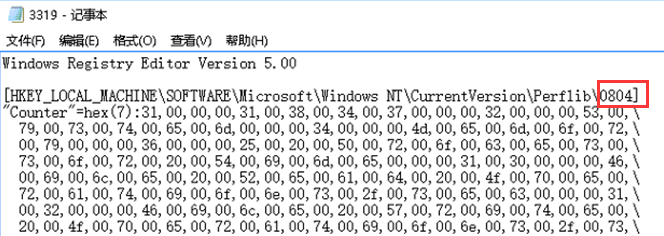 3319 - 记事本
文件(F) 编辑(E) 格式(O) 查看(V) 帮助(H)
Windows Registry Editor Version 5.00
[HKEY_LOCAL_MACHINE\SOFTWARE\Microsoft\Windows NT\CurrentVersion\Perflib\0804]
"Counter"=hex(7):31,00,00,00,31,00,38,00,34,00,37,00,00,00,32,00,00,00,53,00,\
79,00,73,00,74,00,65,00,6d,00,00,00,34,00,00,00,4d,00,65,00,6d,00,6f,00,72,\
00,79,00,00,00,36,00,00,00,25,00,20,00,50,00,72,00,6f,00,63,00,65,00,73,00,\
73,00,6f,00,72,00,20,00,54,00,69,00,6d,00,65,00,00,00,31,00,30,00,00,00,46,\
00,69,00,6c,00,65,00,20,00,52,00,65,00,61,00,64,00,20,00,4f,00,70,00,65,00,\
72,00,61,00,74,00,69,00,6f,00,6e,00,73,00,2f,00,73,00,65,00,63,00,00,00,31,\
00,32,00,00,00,46,00,69,00,6c,00,65,00,20,00,57,00,72,00,69,00,74,00,65,00,\
20,00,4f,00,70,00,65,00,72,00,61,00,74,00,69,00,6f,00,6e,00,73,00,2f,00,73,\